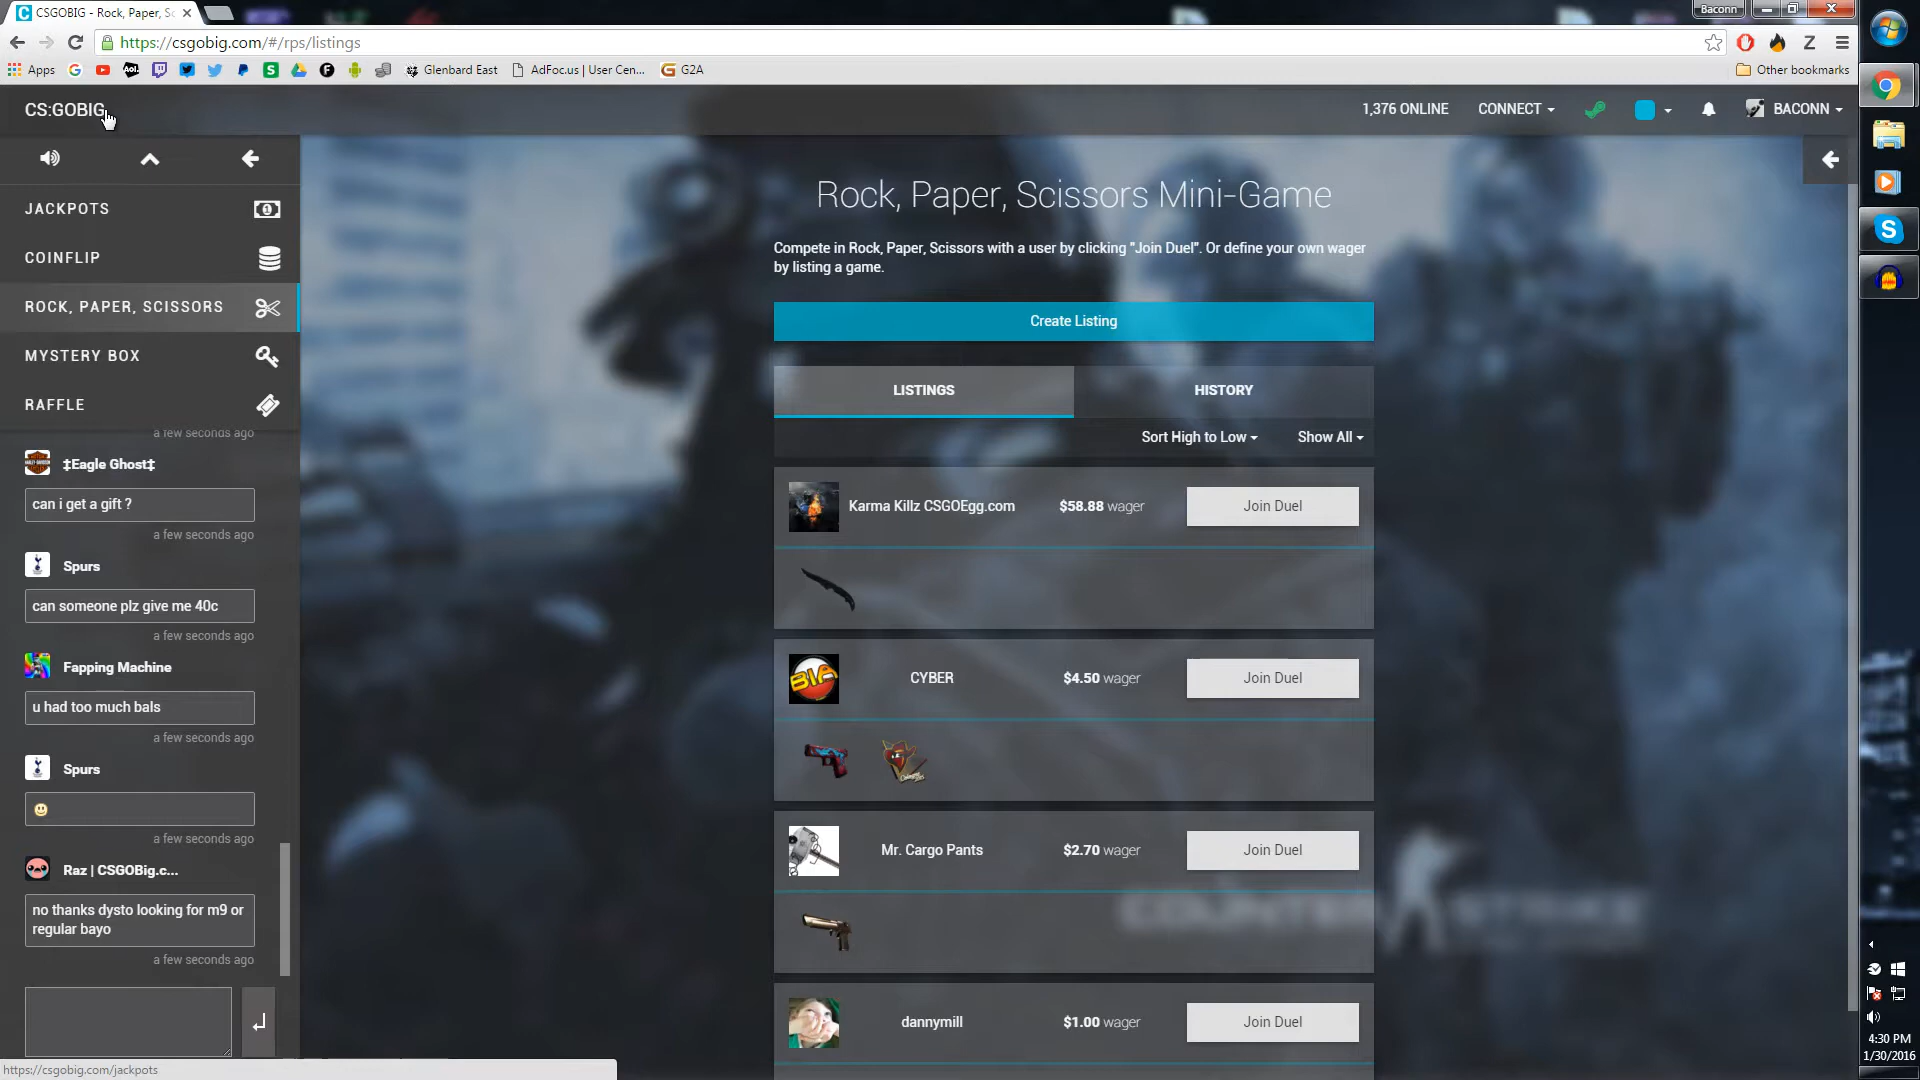 CSGOBIG - Rock, Paper, Sc
Baconn
https://csgobig.com/#/rps/listings
Apps
Aol.
Glenbard East
AdFoc.us | User Cen...
G2A
Other bookmarks
CS:GOBIG
1,376 ONLINE
CONNECT
BACONN
JACKPOTS
COINFLIP
ROCK, PAPER, SCISSORS
MYSTERY BOX
RAFFLE
a few seconds ago
‡Eagle Ghost‡
can i get a gift ?
a few seconds ago
Spurs
can someone plz give me 40c
a few seconds ago
Fapping Machine
u had too much bals
a few seconds ago
Spurs
a few seconds ago
Raz | CSGOBig.c...
no thanks dysto looking for m9 or
regular bayo
a few seconds ago
https://csgobig.com/jackpots
Rock, Paper, Scissors Mini-Game
Compete in Rock, Paper, Scissors with a user by clicking "Join Duel". Or define your own wager
by listing a game.
Create Listing
LISTINGS
HISTORY
Sort High to Low
Show All
Karma Killz CSGOEgg.com
$58.88 wager
Join Duel
BIA
CYBER
$4.50 wager
Join Duel
Mr. Cargo Pants
$2.70 wager
Join Duel
dannymill
$1.00 wager
Join Duel
COUNTER STRIKE
4:30 PM
1/30/2016